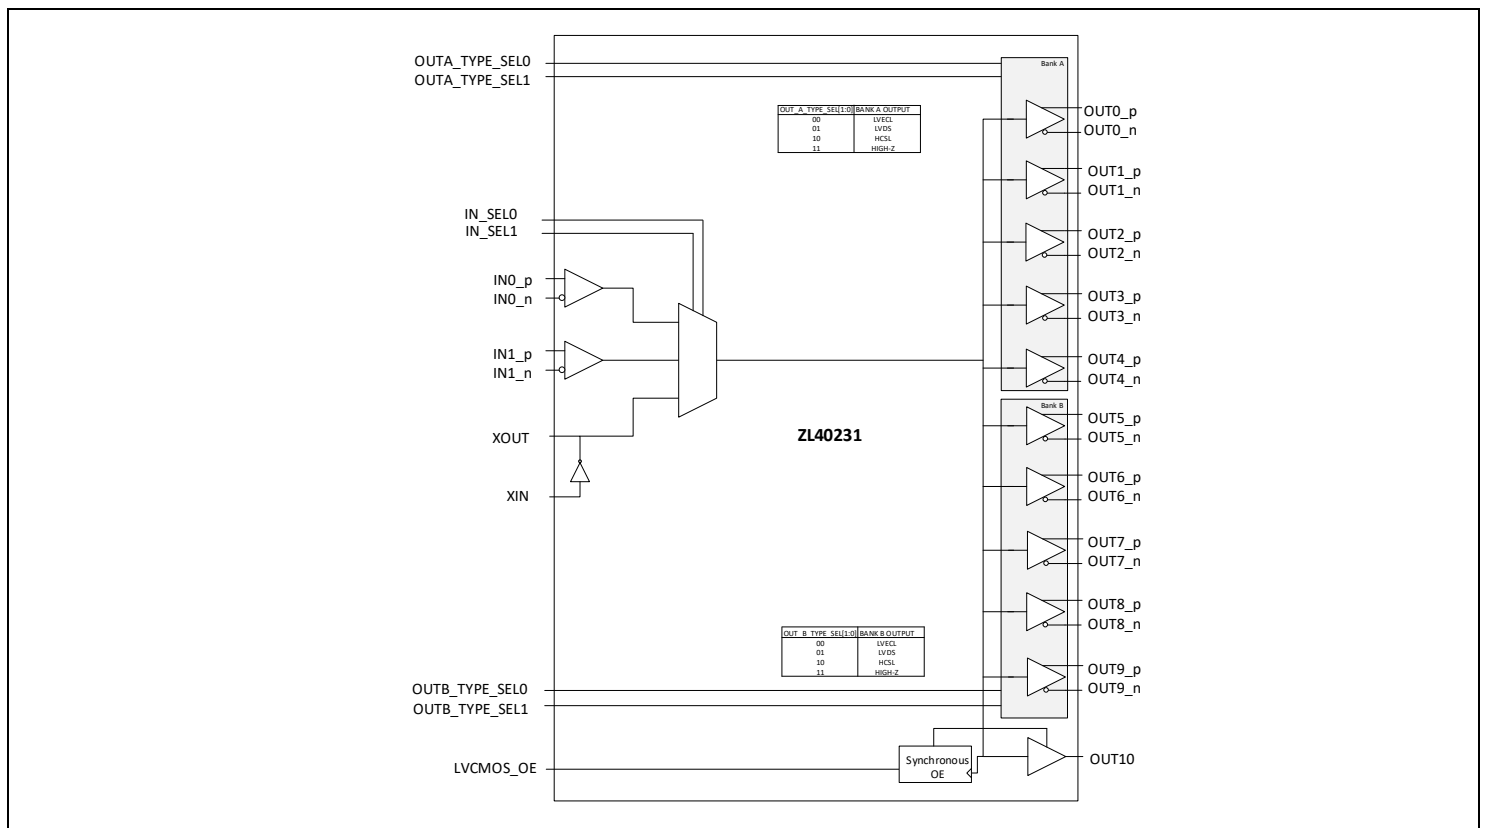 OUTA_TYPE_SEL0
OUTA_TYPE_SEL1
Bank A
OUT_A_TYPE_SEL[1:0] BANK A OUTPUT
00 LVECL
01 LVDS
10 HCSL
11 HIGH-Z
OUT0_p
OUT0_n
OUT1_p
OUT1_n
IN_SEL0
IN_SEL1
OUT2_p
OUT2_n
IN0_p
IN0_n
OUT3_p
OUT3_n
IN1_p
IN1_n
OUT4_p
OUT4_n
Bank B
XOUT
ZL40231
OUT5_p
OUT5_n
XIN
OUT6_p
OUT6_n
OUT7_p
OUT7_n
OUT8_p
OUT8_n
OUT_B_TYPE_SEL[1:0] BANK B OUTPUT
00 LVECL
01 LVDS
10 HCSL
11 HIGH-Z
OUT9_p
OUT9_n
OUTB_TYPE_SEL0
OUTB_TYPE_SEL1
LVCMOS_OE
Synchronous
OE
OUT10